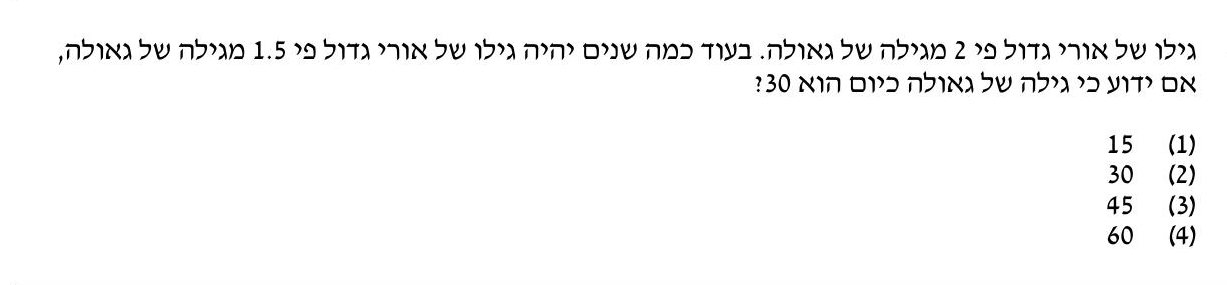 גילו של אורי גדול פי 2 מגילה של גאולה. בעוד כמה שנים יהיה גילו של אורי גדול פי 1.5 מגילה של גאולה,
אם ידוע כי גילה של גאולה כיום הוא 30?
(1) 15
(2) 30
(3) 45
(4) 60